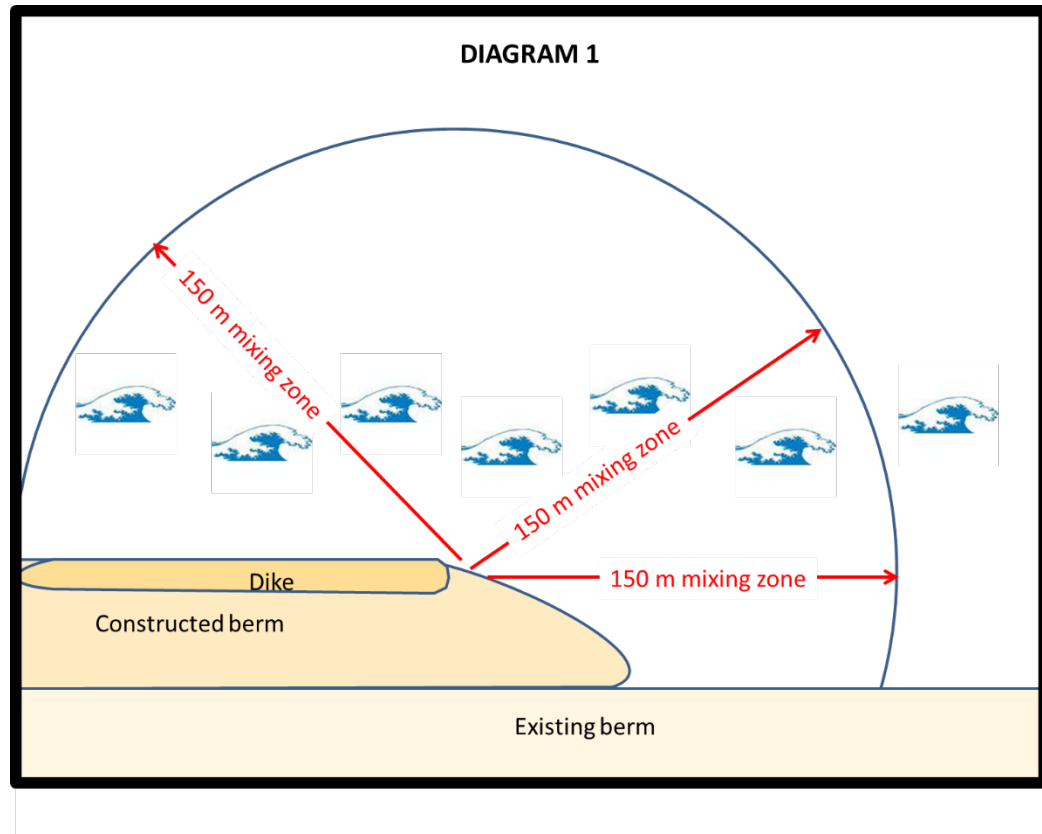 DIAGRAM 1
150 m mixing zone
150 m mixing zone
150 m mixing zone
Dike
Constructed berm
Existing berm